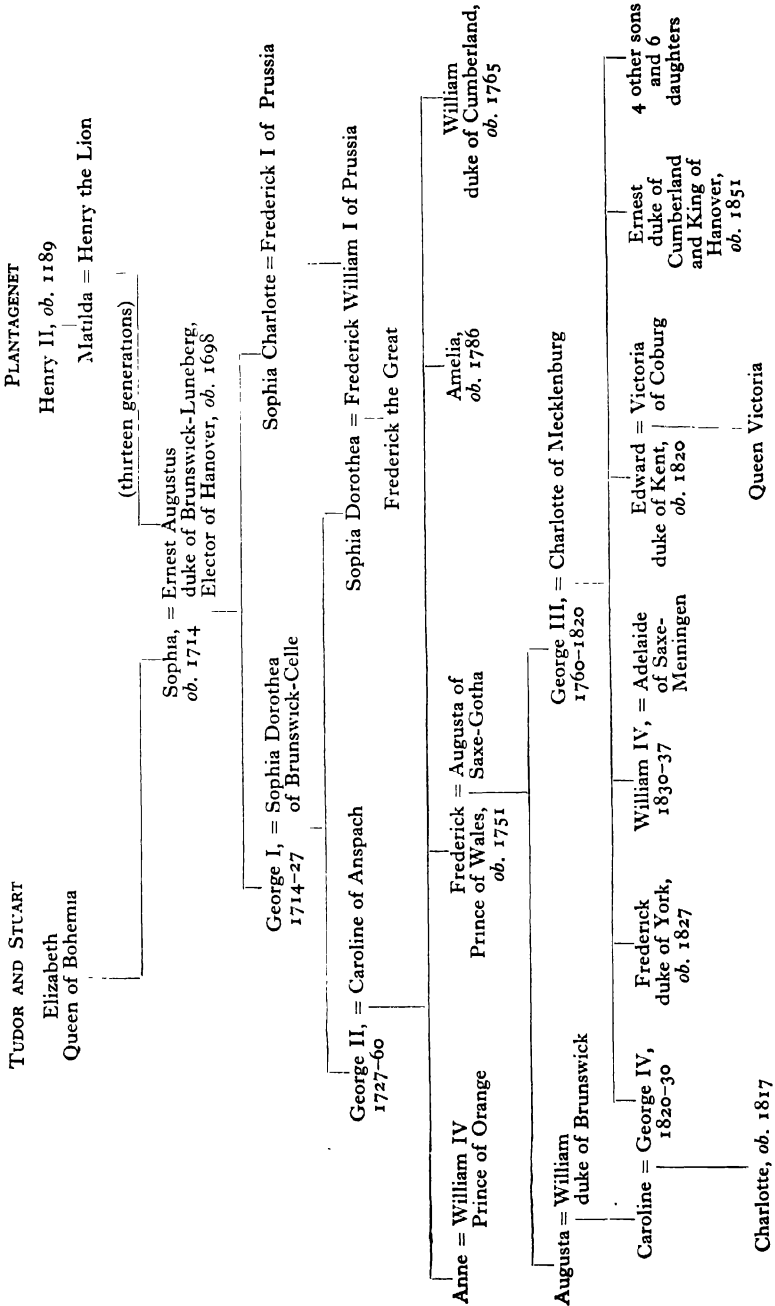 TUDOR AND STUART
PLANTAGENET
Elizabeth
Queen of Bohemia
Henry II, ob. 1189
Matilda = Henry the Lion
(thirteen generations)
Sophia, = Ernest Augustus
ob. 1714 duke of Brunswick-Luneberg,
Elector of Hanover, ob. 1698
George I, = Sophia Dorothea
1714–27 of Brunswick-Celle
Sophia Charlotte = Frederick I of Prussia
George II, = Caroline of Anspach
1727–60
Sophia Dorothea = Frederick William I of Prussia
Frederick the Great
Anne = William IV
Prince of Orange
Frederick = Augusta of
Prince of Wales, Saxe-Gotha
ob. 1751
Amelia,
ob. 1786
William
duke of Cumberland,
ob. 1765
Augusta = William
duke of Brunswick
George III, = Charlotte of Mecklenburg
1760–1820
Caroline = George IV,
1820–30
Frederick
duke of York,
ob. 1827
William IV, = Adelaide
1830–37 of Saxe-
Meiningen
Edward = Victoria
duke of Kent, of Coburg
ob. 1820
Ernest
duke of
Cumberland
and King of
Hanover,
ob. 1851
4 other sons
and 6
daughters
Charlotte, ob. 1817
Queen Victoria